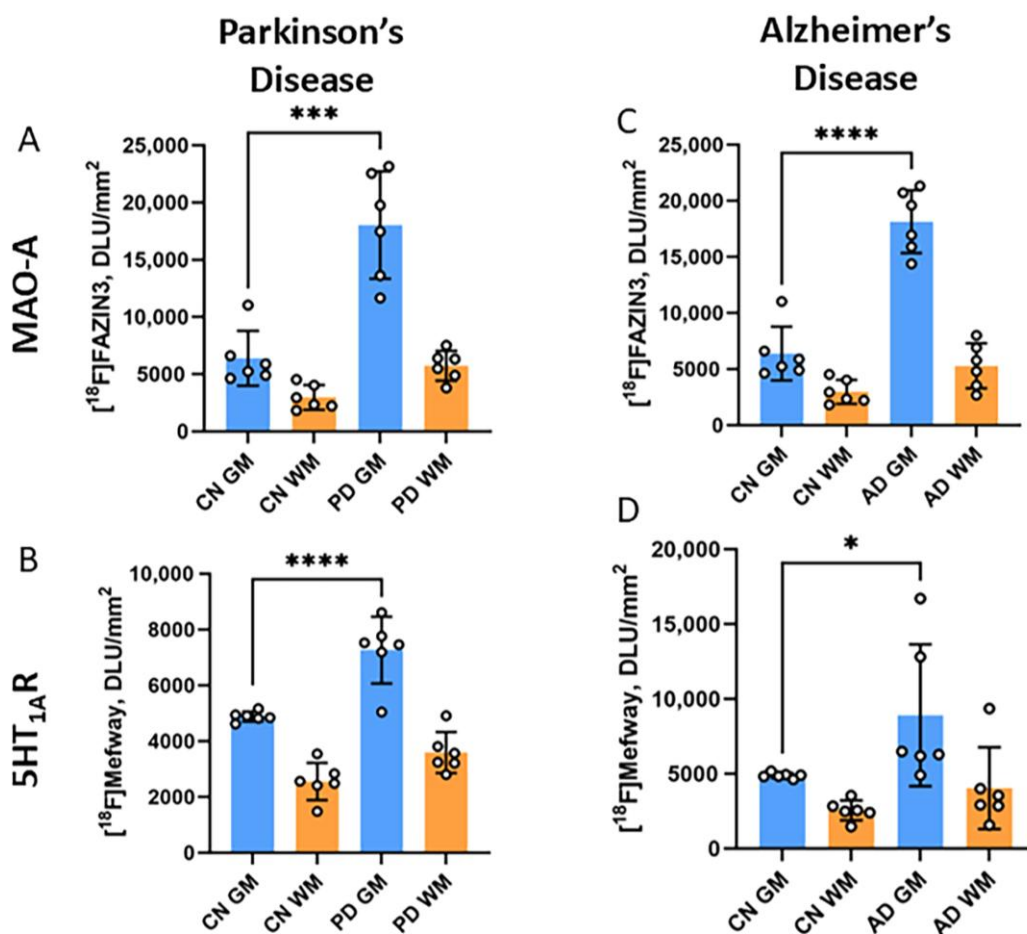 Parkinson's
Disease
Alzheimer's
Disease
MAO-A
5HT1AR
A
***
[18F]FAZIN3, DLU/mm2
25,000
20,000
15,000
10,000
5000
0
CN GM
CN WM
PD GM
PD WM
C
****
[18F]FAZIN3, DLU/mm2
25,000
20,000
15,000
10,000
5000
0
CN GM
CN WM
AD GM
AD WM
B
****
[18F]Mefway, DLU/mm2
10,000
8000
6000
4000
2000
0
CN GM
CN WM
PD GM
PD WM
D
*
[18F]Mefway, DLU/mm2
20,000
15,000
10,000
5000
0
CN GM
CN WM
AD GM
AD WM